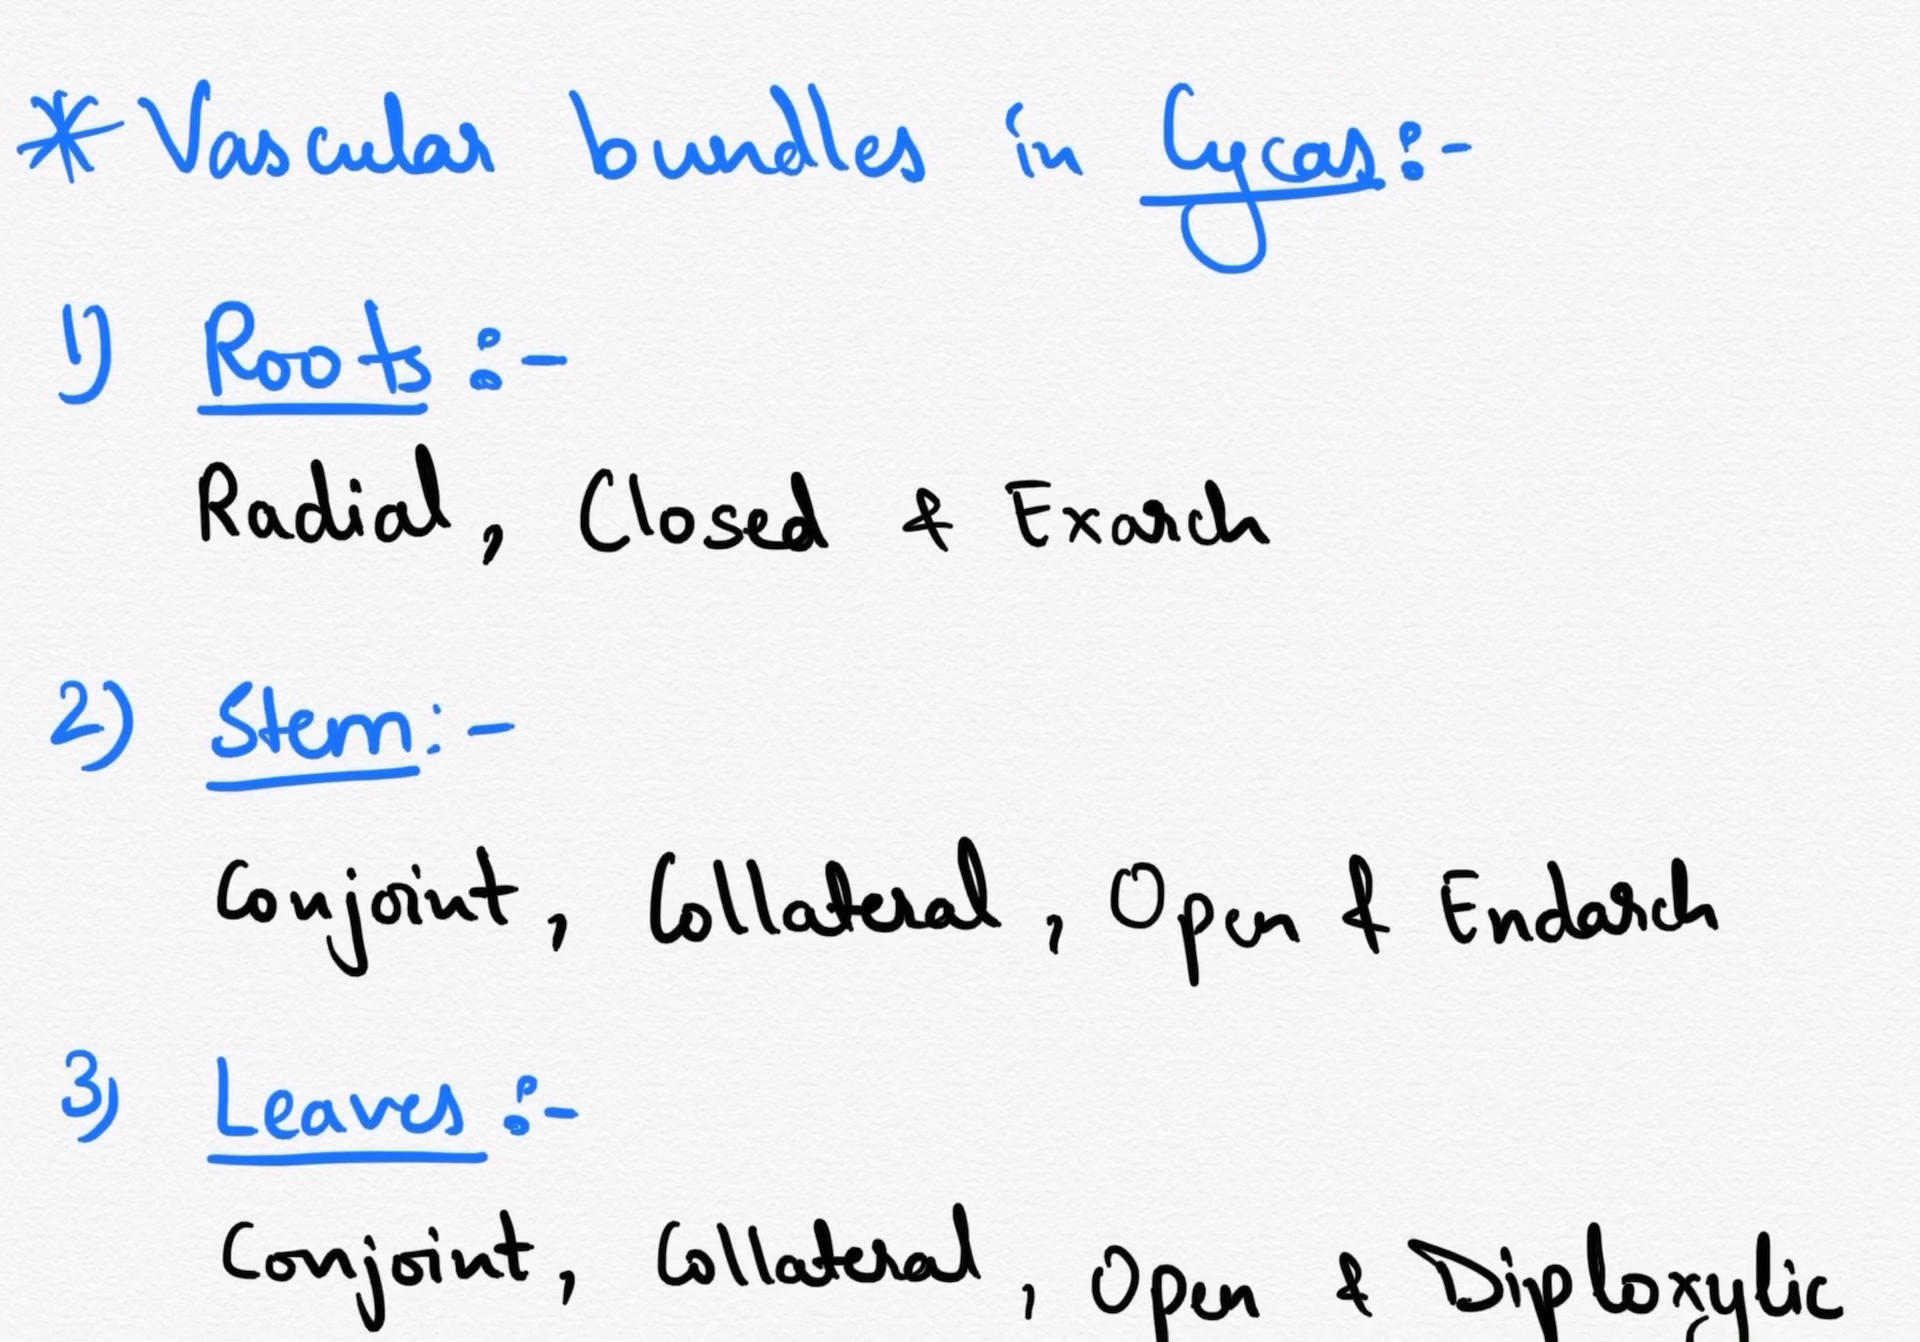 * Vascular bundles in Cycas:-
1) Roots:-
Radial, Closed & Exarch
2) Stem:-
Conjoint, Collateral, Open & Endarch
3) Leaves:-
Conjoint, Collateral, Open & Diploxylic